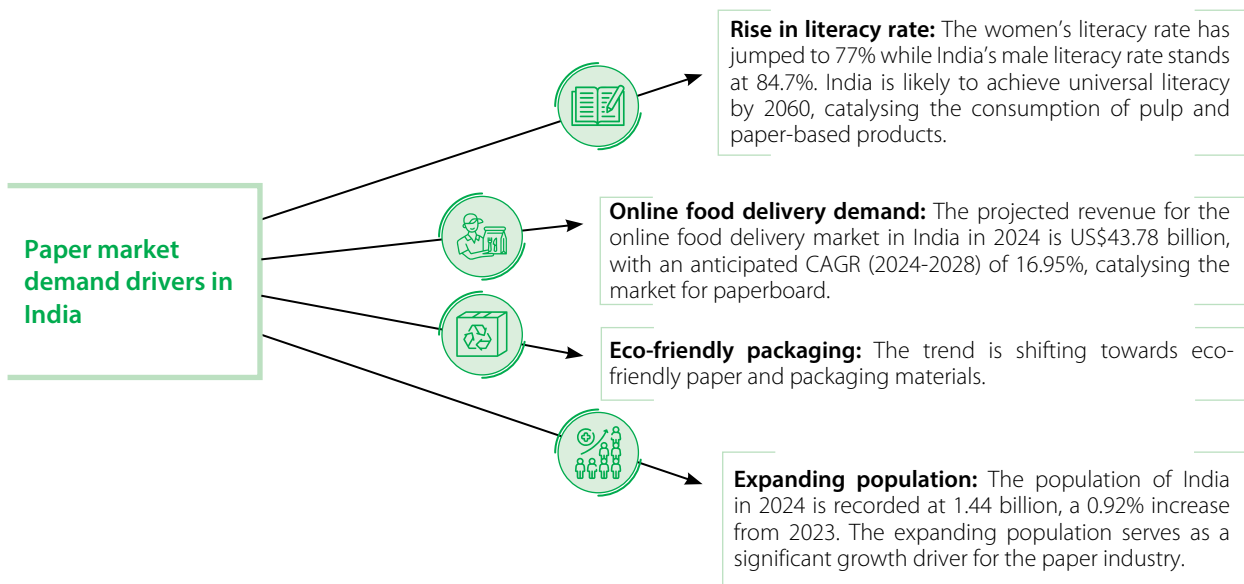 Paper market
demand drivers in
India
Rise in literacy rate: The women’s literacy rate has
jumped to 77% while India’s male literacy rate stands
at 84.7%. India is likely to achieve universal literacy
by 2060, catalysing the consumption of pulp and
paper-based products.
Online food delivery demand: The projected revenue for the
online food delivery market in India in 2024 is US$43.78 billion,
with an anticipated CAGR (2024-2028) of 16.95%, catalysing the
market for paperboard.
Eco-friendly packaging: The trend is shifting towards eco-
friendly paper and packaging materials.
Expanding population: The population of India
in 2024 is recorded at 1.44 billion, a 0.92% increase
from 2023. The expanding population serves as a
significant growth driver for the paper industry.